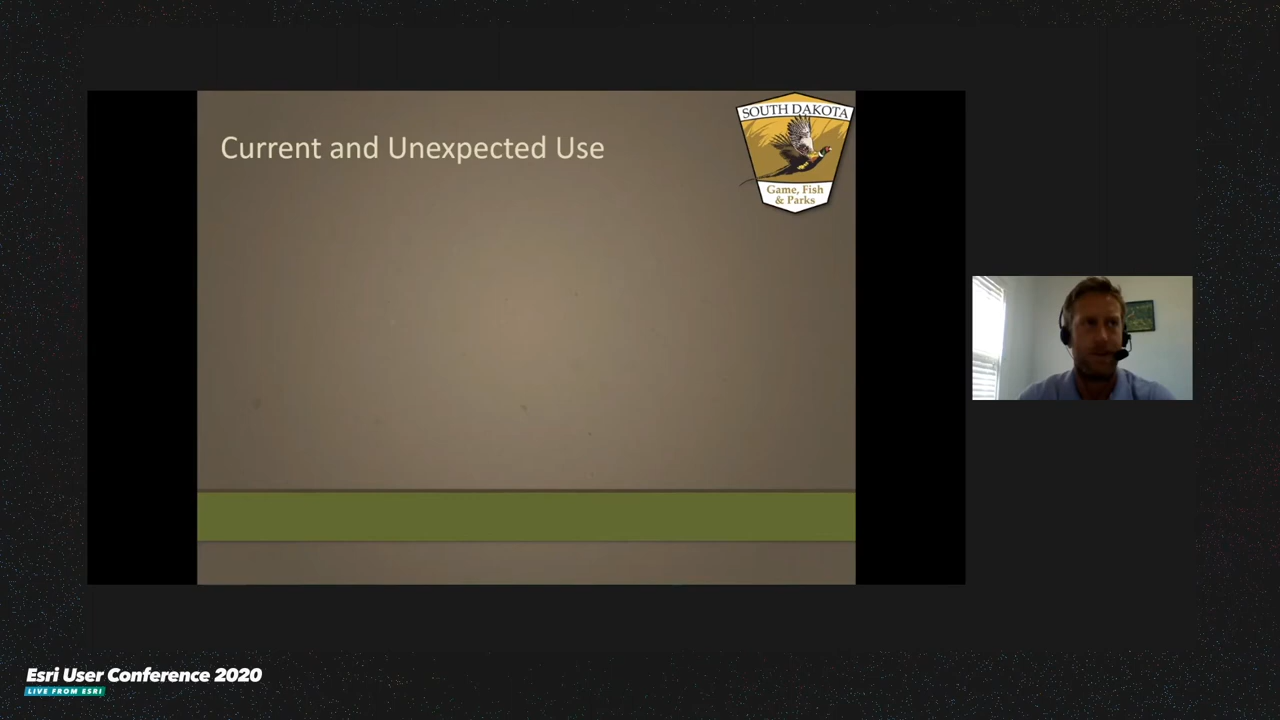 Current and Unexpected Use
SOUTH DAKOTA
Game, Fish
& Parks
Esri User Conference 2020
LIVE FROM ESRI